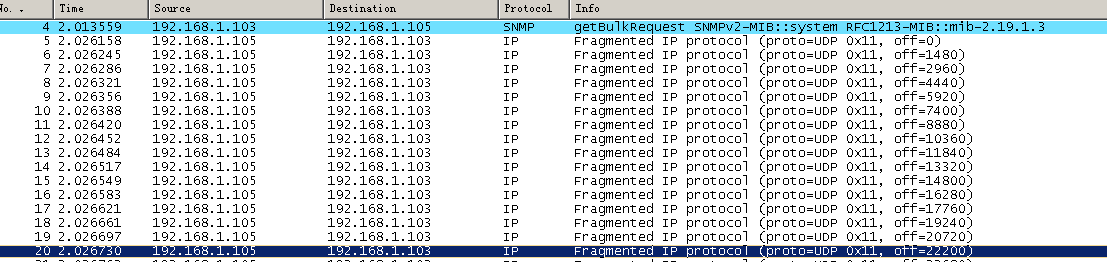 No. Time Source Destination Protocol Info
4 2.013559 192.168.1.103 192.168.1.105 SNMP getBulkRequest SNMPv2-MIB::system RFC1213-MIB::mib-2.19.1.3
5 2.026158 192.168.1.105 192.168.1.103 IP Fragmented IP protocol (proto=UDP 0x11, off=0)
6 2.026245 192.168.1.105 192.168.1.103 IP Fragmented IP protocol (proto=UDP 0x11, off=1480)
7 2.026286 192.168.1.105 192.168.1.103 IP Fragmented IP protocol (proto=UDP 0x11, off=2960)
8 2.026321 192.168.1.105 192.168.1.103 IP Fragmented IP protocol (proto=UDP 0x11, off=4440)
9 2.026356 192.168.1.105 192.168.1.103 IP Fragmented IP protocol (proto=UDP 0x11, off=5920)
10 2.026388 192.168.1.105 192.168.1.103 IP Fragmented IP protocol (proto=UDP 0x11, off=7400)
11 2.026420 192.168.1.105 192.168.1.103 IP Fragmented IP protocol (proto=UDP 0x11, off=8880)
12 2.026452 192.168.1.105 192.168.1.103 IP Fragmented IP protocol (proto=UDP 0x11, off=10360)
13 2.026484 192.168.1.105 192.168.1.103 IP Fragmented IP protocol (proto=UDP 0x11, off=11840)
14 2.026517 192.168.1.105 192.168.1.103 IP Fragmented IP protocol (proto=UDP 0x11, off=13320)
15 2.026549 192.168.1.105 192.168.1.103 IP Fragmented IP protocol (proto=UDP 0x11, off=14800)
16 2.026583 192.168.1.105 192.168.1.103 IP Fragmented IP protocol (proto=UDP 0x11, off=16280)
17 2.026621 192.168.1.105 192.168.1.103 IP Fragmented IP protocol (proto=UDP 0x11, off=17760)
18 2.026661 192.168.1.105 192.168.1.103 IP Fragmented IP protocol (proto=UDP 0x11, off=19240)
19 2.026697 192.168.1.105 192.168.1.103 IP Fragmented IP protocol (proto=UDP 0x11, off=20720)
20 2.026730 192.168.1.105 192.168.1.103 IP Fragmented IP protocol (proto=UDP 0x11, off=22200)